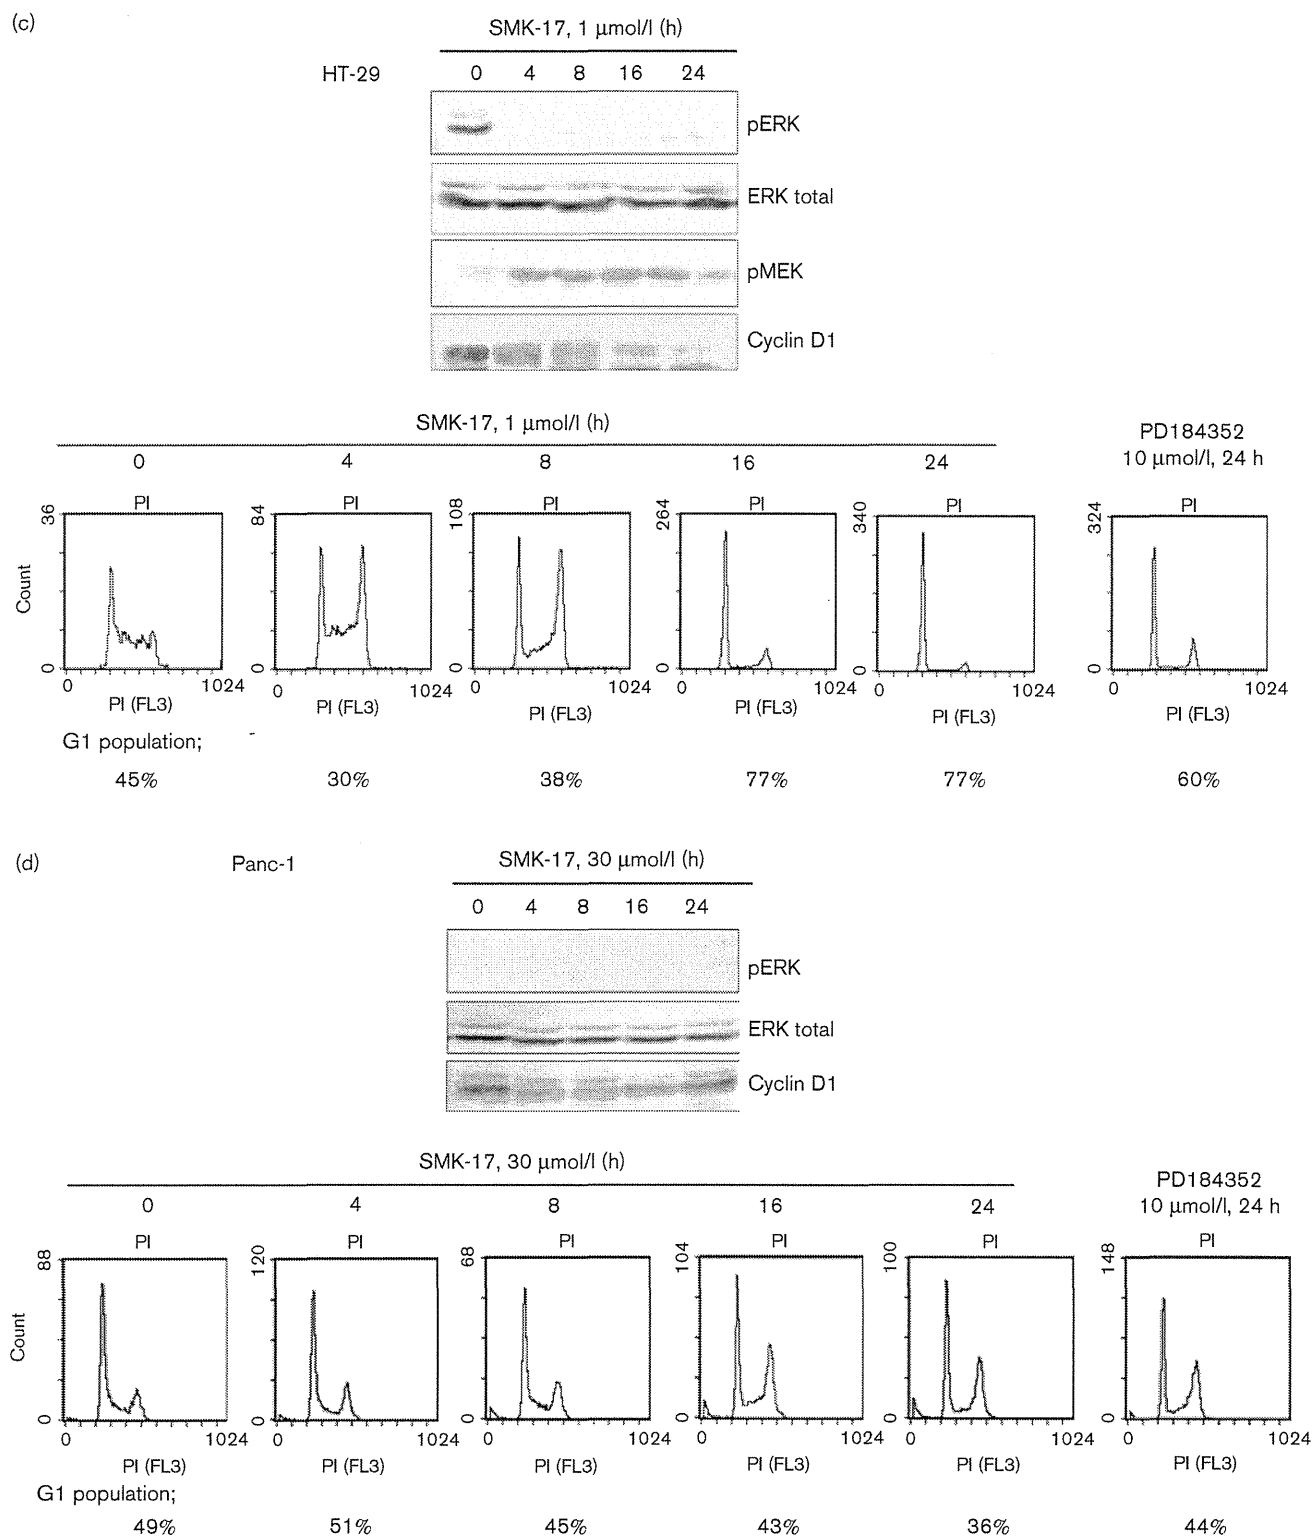 (c)
SMK-17, 1 μmol/l (h)
HT-29 0 4 8 16 24
pERK
ERK total
pMEK
Cyclin D1
SMK-17, 1 μmol/l (h)
PD184352
0 4 8 16 24 10 μmol/l, 24 h
PI PI PI PI PI PI
36 84 108 264 340 324
Count
0 0 0 0 0 0
0 1024 0 1024 0 1024 0 1024 0 1024 0 1024
PI (FL3) PI (FL3) PI (FL3) PI (FL3) PI (FL3) PI (FL3)
G1 population;
45% 30% 38% 77% 77% 60%
(d)
Panc-1 SMK-17, 30 μmol/l (h)
0 4 8 16 24
pERK
ERK total
Cyclin D1
SMK-17, 30 μmol/l (h)
PD184352
0 4 8 16 24 10 μmol/l, 24 h
PI PI PI PI PI PI
88 120 68 104 100 148
Count
0 0 0 0 0 0
0 1024 0 1024 0 1024 0 1024 0 1024 0 1024
PI (FL3) PI (FL3) PI (FL3) PI (FL3) PI (FL3) PI (FL3)
G1 population;
49% 51% 45% 43% 36% 44%